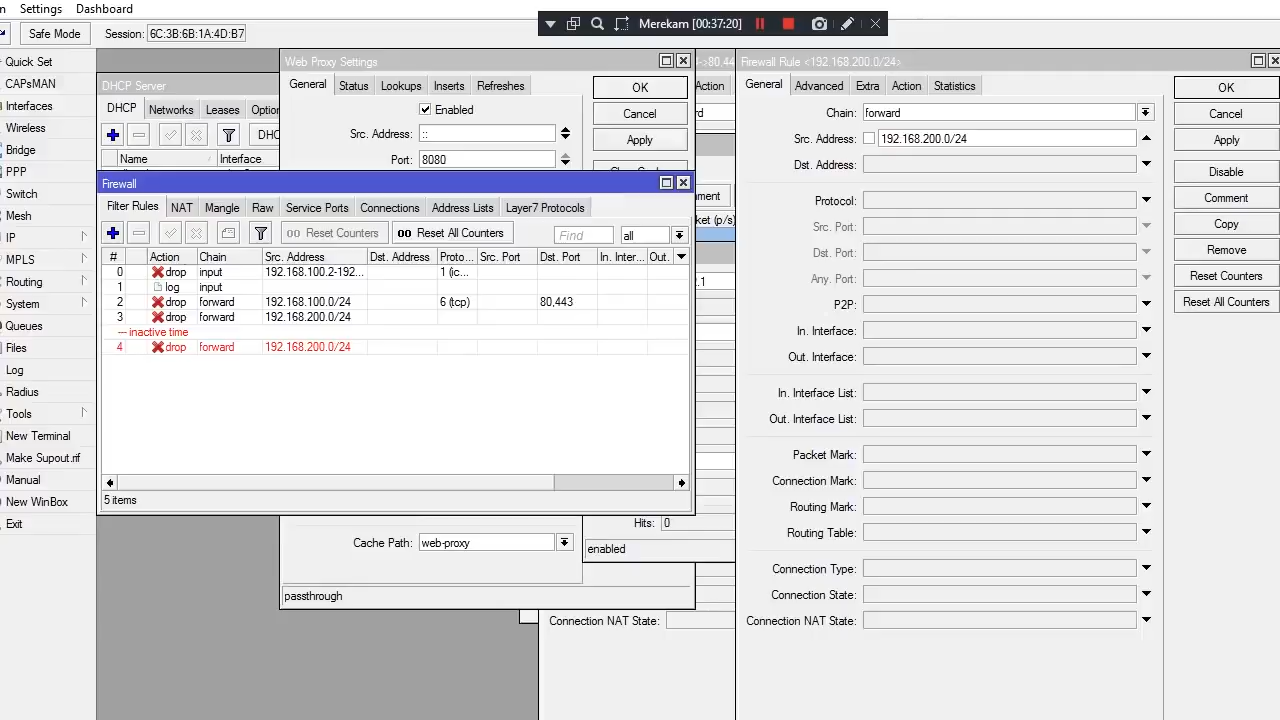 Settings Dashboard
Merekam [00:37:20]
Safe Mode Session: 6C:3B:6B:1A:4D:B7
Quick Set
CAPsMAN
Interfaces
Wireless
Bridge
PPP
Switch
Mesh
IP
MPLS
Routing
System
Queues
Files
Log
Radius
Tools
New Terminal
Make Supout.rif
Manual
New WinBox
Exit
DHCP Server
DHCP Networks Leases
Name Interface
Web Proxy Settings
General Status Lookups Inserts Refreshes
Enabled
Src. Address: ::
Port: 8080
OK
Cancel
Apply
Firewall
Filter Rules NAT Mangle Raw Service Ports Connections Address Lists Layer7 Protocols
00 Reset Counters 00 Reset All Counters Find all
# Action Chain Src. Address Dst. Address Proto... Src. Port Dst. Port In. Inter... Out.
0 drop input 192.168.100.2-192... 1 (ic...
1 log input
2 drop forward 192.168.100.0/24 6 (tcp) 80,443
3 drop forward 192.168.200.0/24
--- inactive time
4 drop forward 192.168.200.0/24
5 items
Hits: 0
Cache Path: web-proxy
enabled
passthrough
Connection NAT State:
->80,44
Action
Firewall Rule <192.168.200.0/24>
General Advanced Extra Action Statistics
Chain: forward
Src. Address: 192.168.200.0/24
Dst. Address:
Protocol:
Src. Port:
Dst. Port:
Any. Port:
P2P:
In. Interface:
Out. Interface:
In. Interface List:
Out. Interface List:
Packet Mark:
Connection Mark:
Routing Mark:
Routing Table:
Connection Type:
Connection State:
Connection NAT State:
OK
Cancel
Apply
Disable
Comment
Copy
Remove
Reset Counters
Reset All Counters